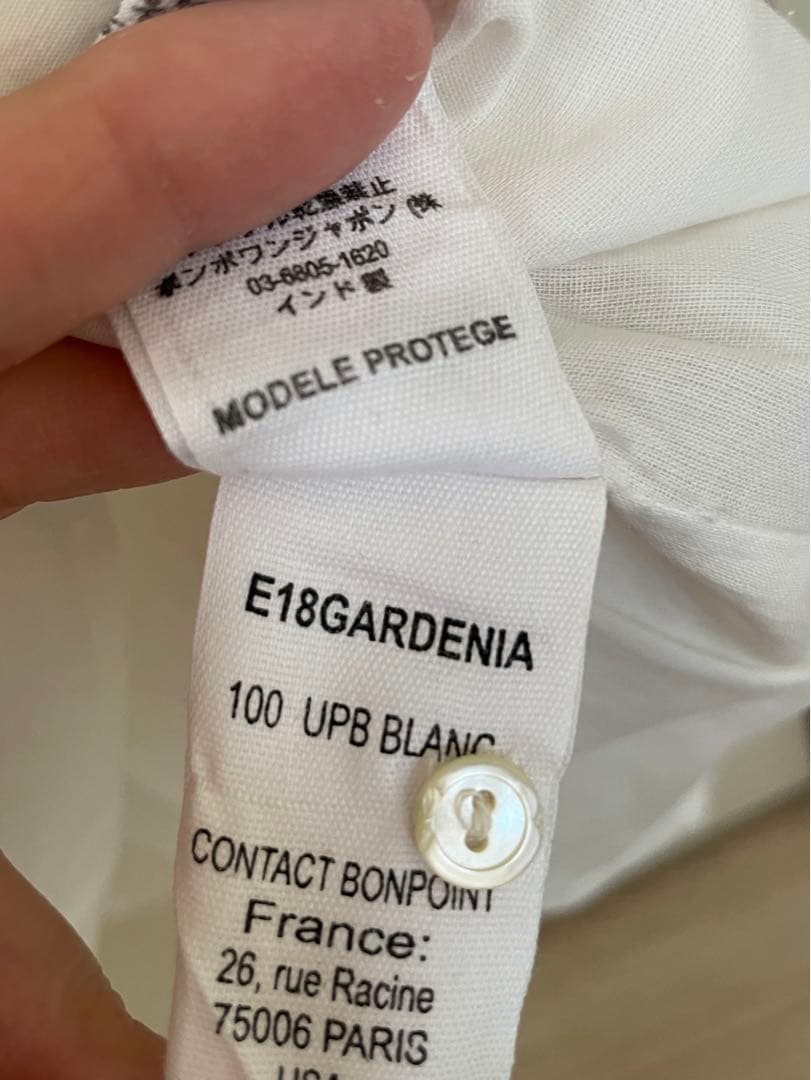 乾燥禁止
ボンポワンジャポン (株
03-6805-1620
インド製
MODELE PROTEGE
E18GARDENIA
100 UPB BLANC
CONTACT BONPOINT
France:
26, rue Racine
75006 PARIS
USA